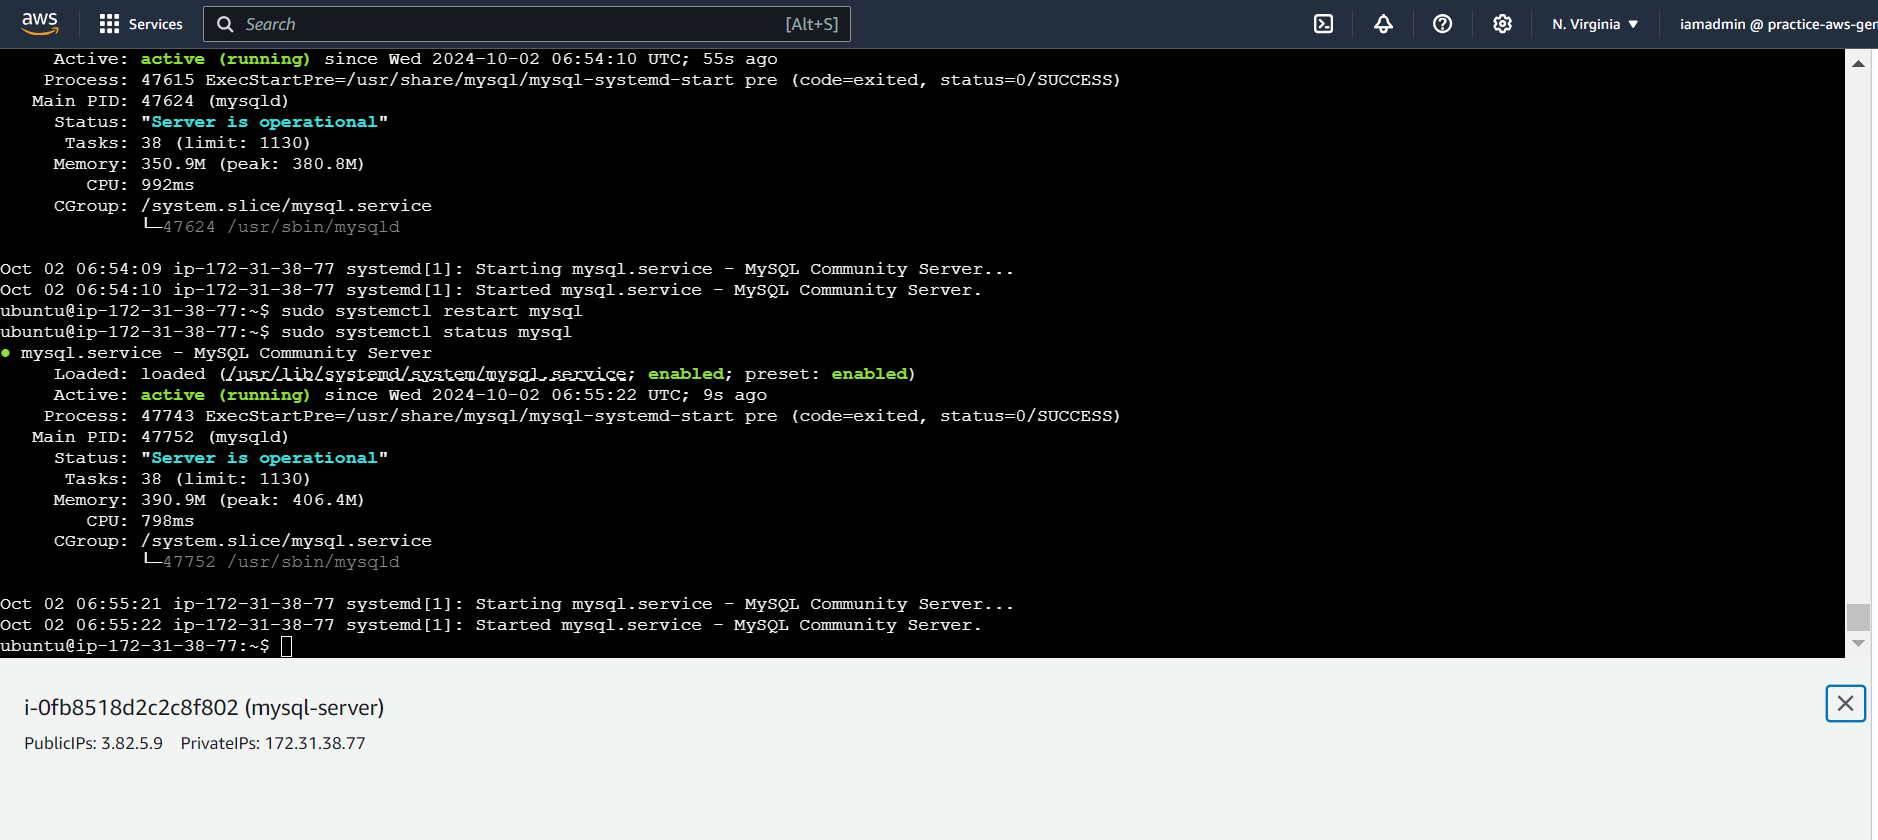 aws Services Search [Alt+S] N. Virginia ▼ iamadmin @ practice-aws-gen
Active: active (running) since Wed 2024-10-02 06:54:10 UTC; 55s ago
Process: 47615 ExecStartPre=/usr/share/mysql/mysql-systemd-start pre (code=exited, status=0/SUCCESS)
Main PID: 47624 (mysqld)
Status: "Server is operational"
Tasks: 38 (limit: 1130)
Memory: 350.9M (peak: 380.8M)
CPU: 992ms
CGroup: /system.slice/mysql.service
└─47624 /usr/sbin/mysqld
Oct 02 06:54:09 ip-172-31-38-77 systemd[1]: Starting mysql.service - MySQL Community Server...
Oct 02 06:54:10 ip-172-31-38-77 systemd[1]: Started mysql.service - MySQL Community Server.
ubuntu@ip-172-31-38-77:~$ sudo systemctl restart mysql
ubuntu@ip-172-31-38-77:~$ sudo systemctl status mysql
● mysql.service - MySQL Community Server
Loaded: loaded (/usr/lib/systemd/system/mysql.service; enabled; preset: enabled)
Active: active (running) since Wed 2024-10-02 06:55:22 UTC; 9s ago
Process: 47743 ExecStartPre=/usr/share/mysql/mysql-systemd-start pre (code=exited, status=0/SUCCESS)
Main PID: 47752 (mysqld)
Status: "Server is operational"
Tasks: 38 (limit: 1130)
Memory: 390.9M (peak: 406.4M)
CPU: 798ms
CGroup: /system.slice/mysql.service
└─47752 /usr/sbin/mysqld
Oct 02 06:55:21 ip-172-31-38-77 systemd[1]: Starting mysql.service - MySQL Community Server...
Oct 02 06:55:22 ip-172-31-38-77 systemd[1]: Started mysql.service - MySQL Community Server.
ubuntu@ip-172-31-38-77:~$
i-0fb8518d2c2c8f802 (mysql-server)
PublicIPs: 3.82.5.9 PrivateIPs: 172.31.38.77